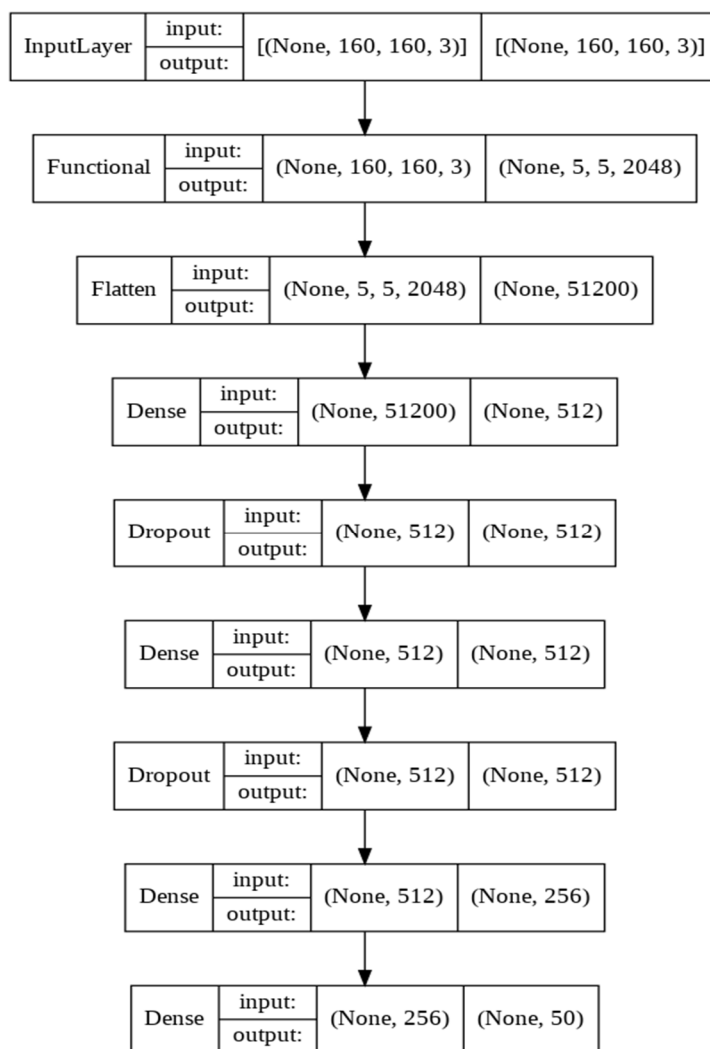 InputLayer input: output: [(None, 160, 160, 3)] [(None, 160, 160, 3)]
Functional input: output: (None, 160, 160, 3) (None, 5, 5, 2048)
Flatten input: output: (None, 5, 5, 2048) (None, 51200)
Dense input: output: (None, 51200) (None, 512)
Dropout input: output: (None, 512) (None, 512)
Dense input: output: (None, 512) (None, 512)
Dropout input: output: (None, 512) (None, 512)
Dense input: output: (None, 512) (None, 256)
Dense input: output: (None, 256) (None, 50)